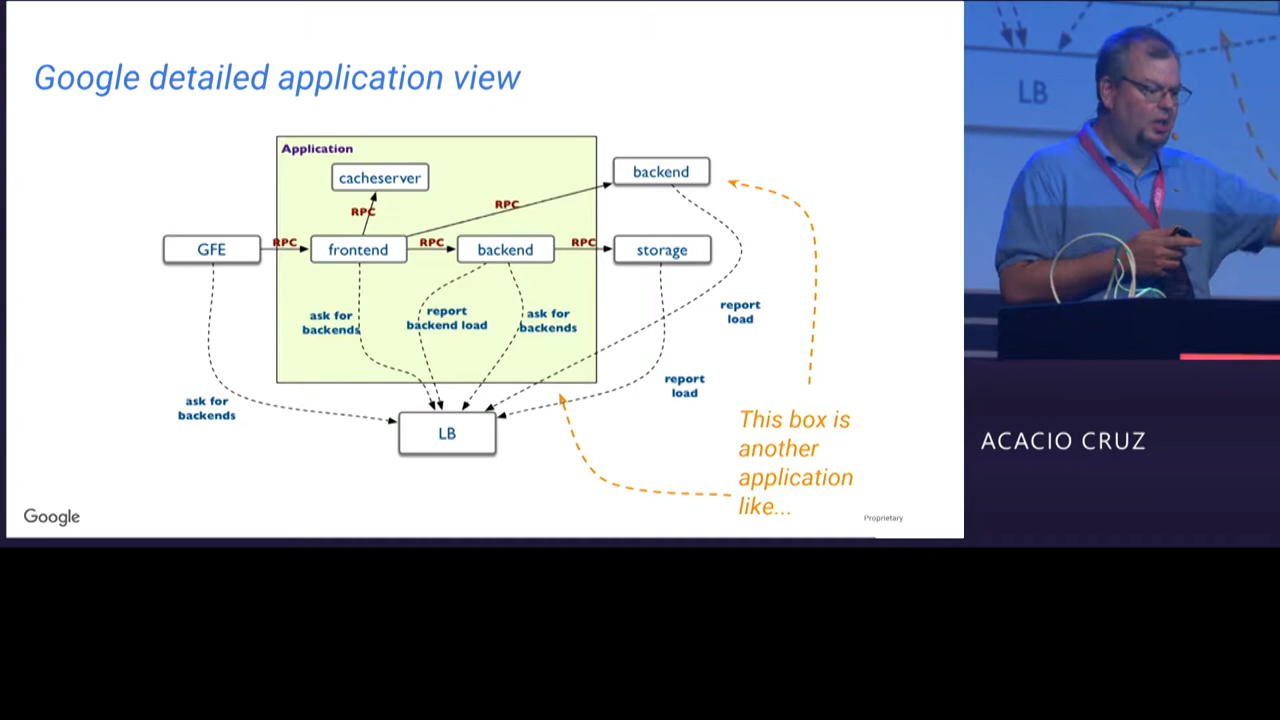 Google detailed application view
Application
cacheserver
backend
RPC
RPC
GFE
RPC
frontend
RPC
backend
RPC
storage
ask for
backends
report
backend load
ask for
backends
report
load
report
load
ask for
backends
LB
This box is
another
application
like...
Google
Proprietary
LB
ACACIO CRUZ